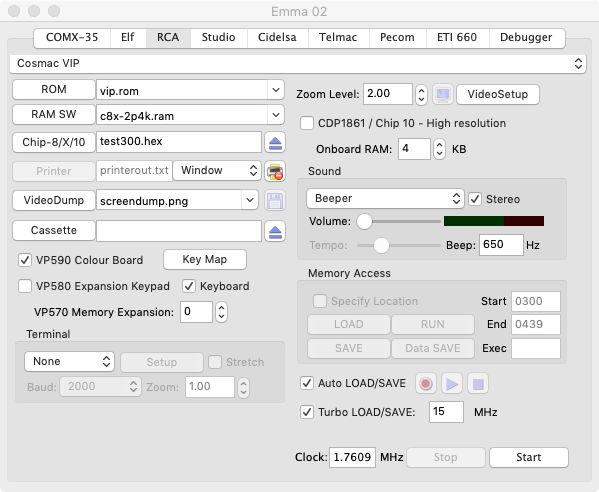 Emma 02
COMX-35 Elf RCA Studio Cidelsa Telmac Pecom ETI 660 Debugger
Cosmac VIP
ROM vip.rom
RAM SW c8x-2p4k.ram
Chip-8/X/10 test300.hex
Printer printerout.txt Window
VideoDump screendump.png
Cassette
VP590 Colour Board Key Map
VP580 Expansion Keypad Keyboard
VP570 Memory Expansion: 0
Terminal
None Setup Stretch
Baud: 2000 Zoom: 1.00
Zoom Level: 2.00 VideoSetup
CDP1861 / Chip 10 - High resolution
Onboard RAM: 4 KB
Sound
Beeper Stereo
Volume:
Tempo: Beep: 650 Hz
Memory Access
Specify Location Start 0300
LOAD RUN End 0439
SAVE Data SAVE Exec
Auto LOAD/SAVE
Turbo LOAD/SAVE: 15 MHz
Clock: 1.7609 MHz Stop Start